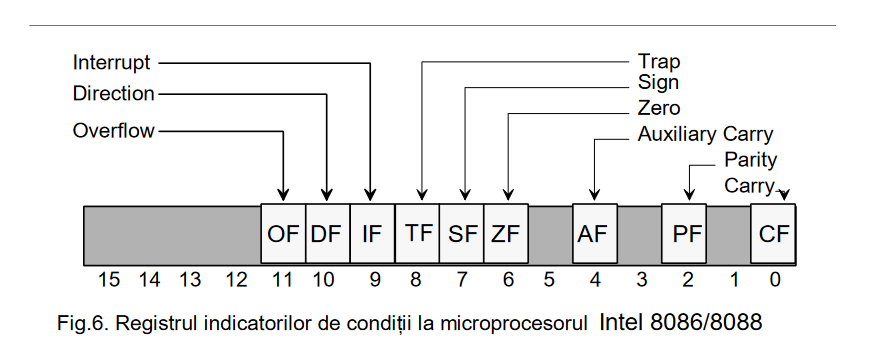 Interrupt
Trap
Direction
Sign
Zero
Overflow
Auxiliary Carry
Parity
Carry
OF DF IF TF SF ZF AF PF CF
15 14 13 12 11 10 9 8 7 6 5 4 3 2 1 0
Fig.6. Registrul indicatorilor de condiții la microprocesorul Intel 8086/8088